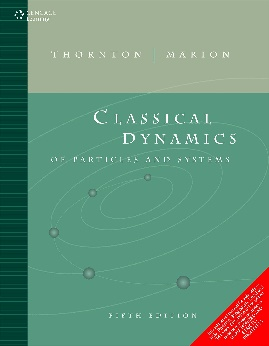 CENGAGE
Learning
THORNTON | MARION
CLASSICAL
DYNAMICS
OF PARTICLES AND SYSTEMS
FIFTH EDITION